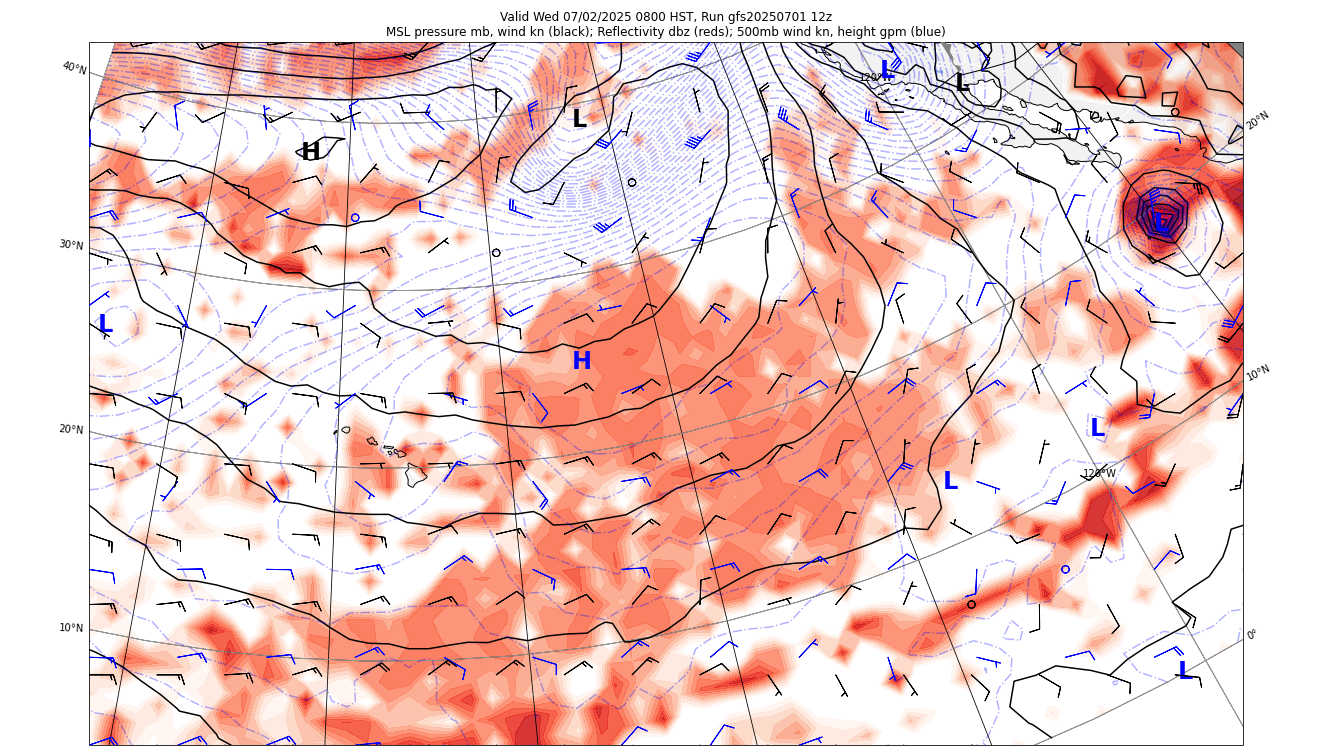 Valid Wed 07/02/2025 0800 HST, Run gfs20250701 12z
MSL pressure mb, wind kn (black); Reflectivity dbz (reds); 500mb wind kn, height gpm (blue)
40°N
L
120°W
L
L
20°N
H
30°N
L
L
H
10°N
20°N
L
120°W
L
10°N
0°
L